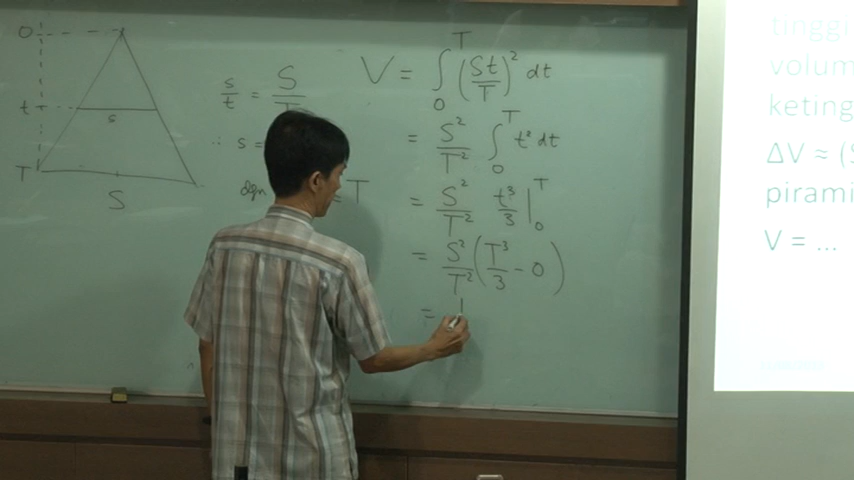 O
t
s
T
S
s/t = S/T
∴ s =
dgn = T
V = ∫₀ᵀ (St/T)² dt
= S²/T² ∫₀ᵀ t² dt
= S²/T² t³/3 |₀ᵀ
= S²/T² (T³/3 - 0)
= 1
tinggi
volum
keting
ΔV ≈ (S
pirami
V = ...